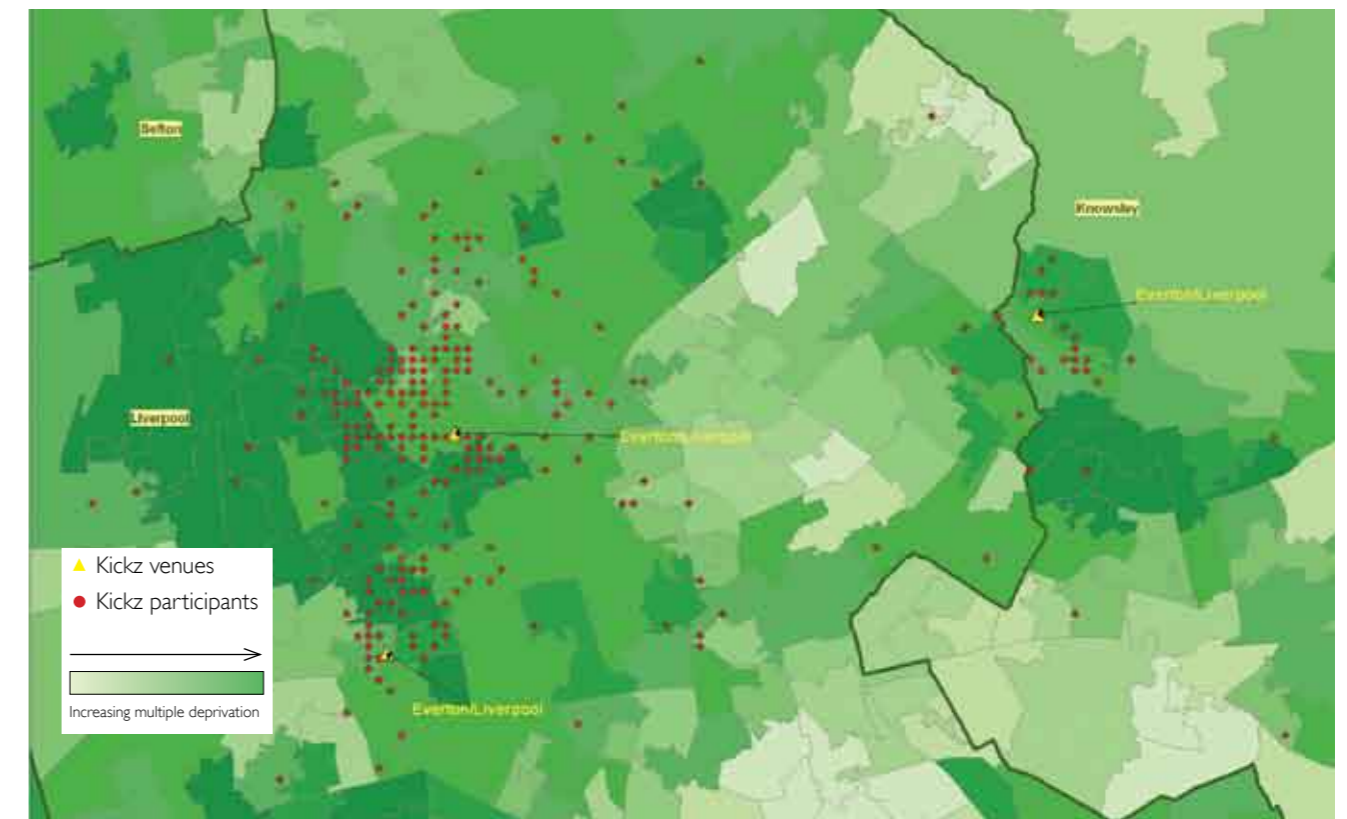 Sefton
Knowsley
Everton/Liverpool
Liverpool
Everton/Liverpool
Kickz venues
Kickz participants
Increasing multiple deprivation
Everton/Liverpool